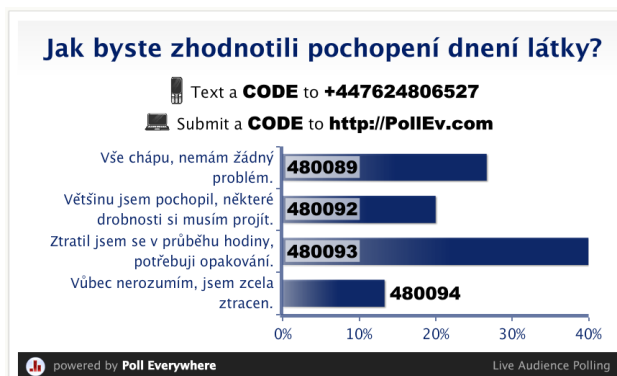 Jak byste zhodnotili pochopení dnení látky?
Text a CODE to +447624806527
Submit a CODE to http://PollEv.com
Vše chápu, nemám žádný
problém.
480089
Většinu jsem pochopil, některé
drobnosti si musím projít.
480092
Ztratil jsem se v průběhu hodiny,
potřebuji opakování.
480093
Vůbec nerozumím, jsem zcela
ztracen.
480094
0% 10% 20% 30% 40%
powered by Poll Everywhere
Live Audience Polling